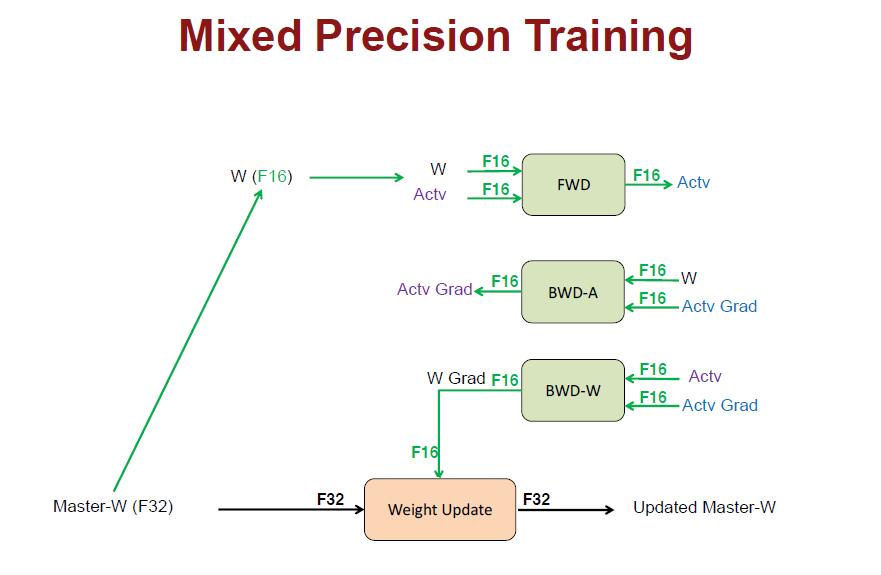 Mixed Precision Training
W (F16)
W
F16
Actv
F16
FWD
F16
Actv
Actv Grad
F16
BWD-A
F16
W
F16
Actv Grad
W Grad
F16
BWD-W
F16
Actv
F16
Actv Grad
F16
Master-W (F32)
F32
Weight Update
F32
Updated Master-W